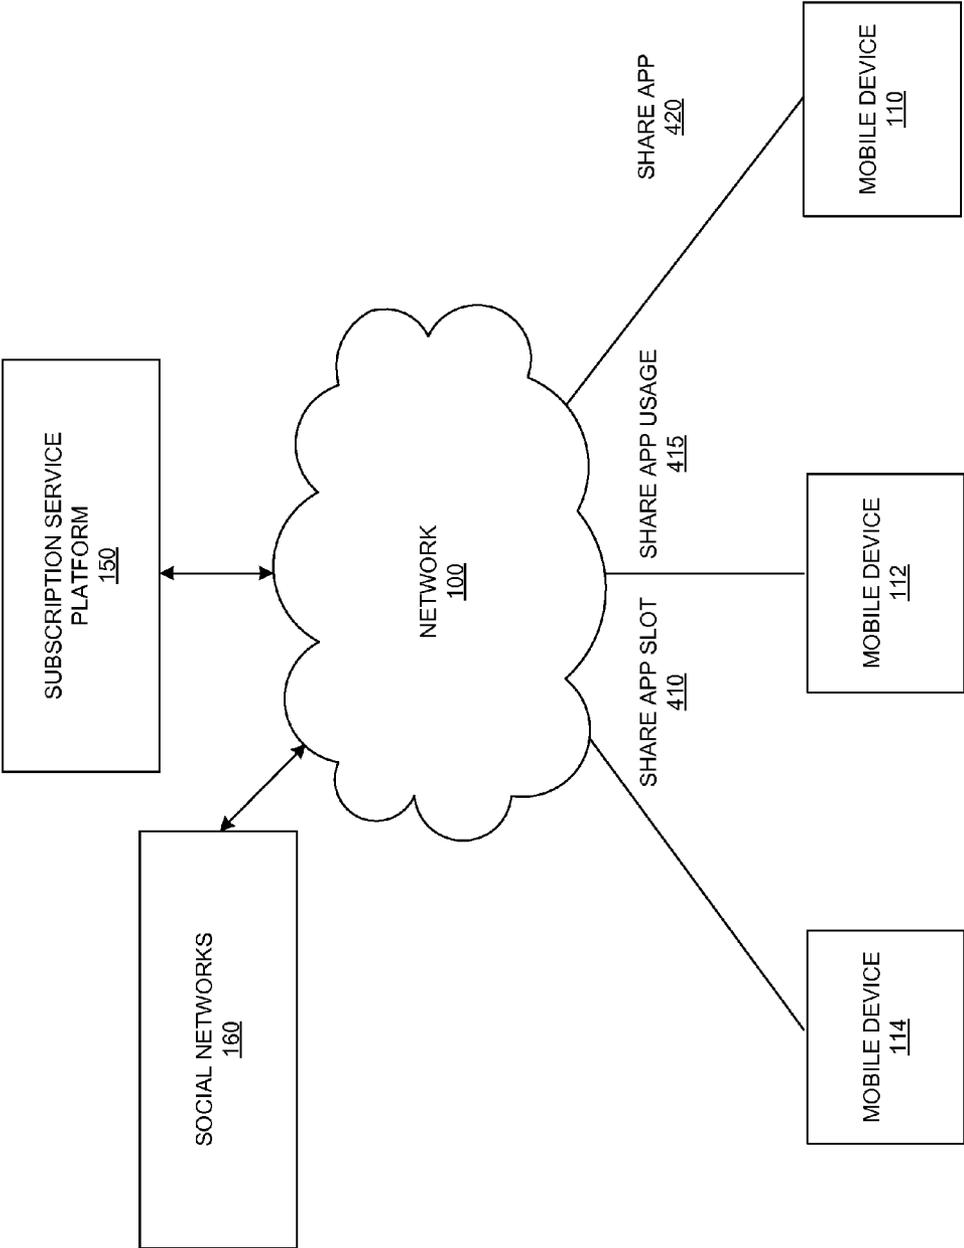 SOCIAL NETWORKS
160
SUBSCRIPTION SERVICE
PLATFORM
150
NETWORK
100
SHARE APP SLOT
410
SHARE APP USAGE
415
SHARE APP
420
MOBILE DEVICE
114
MOBILE DEVICE
112
MOBILE DEVICE
110